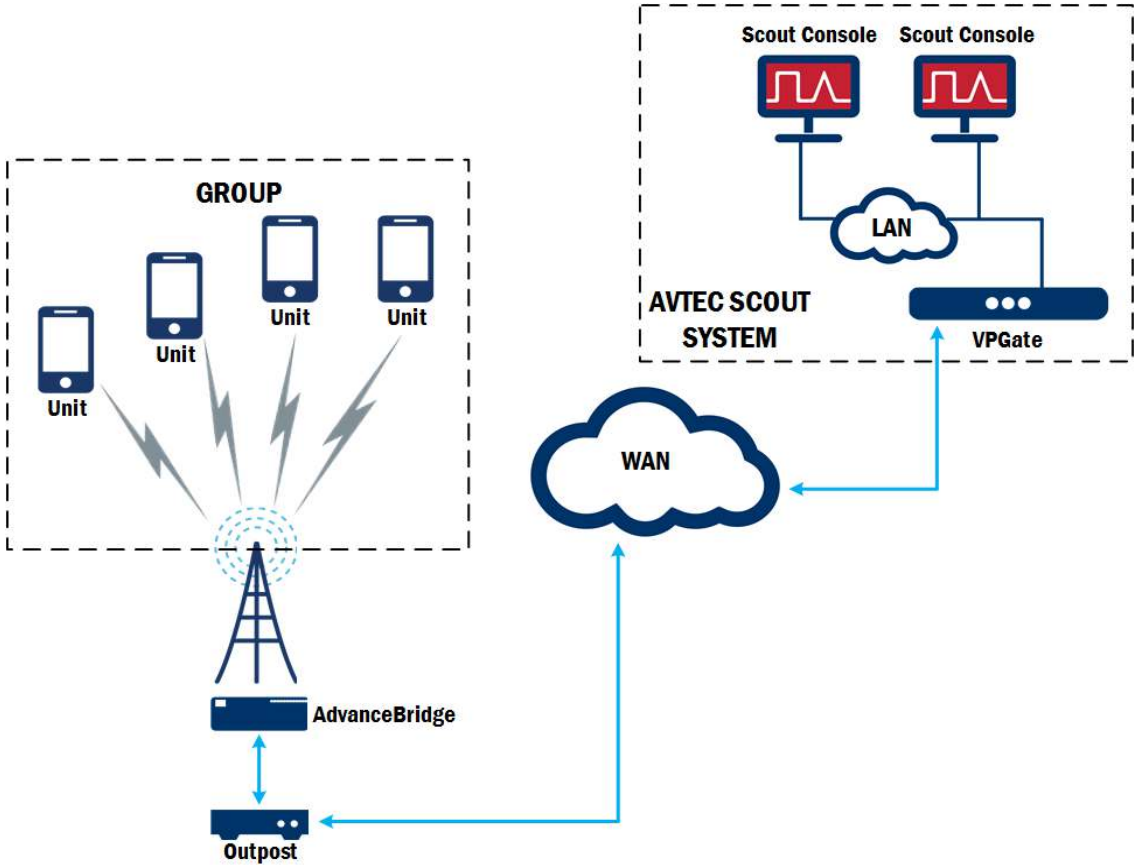 Scout Console
Scout Console
LAN
AVTEC SCOUT
SYSTEM
VPGate
GROUP
Unit
Unit
Unit
Unit
WAN
AdvanceBridge
Outpost